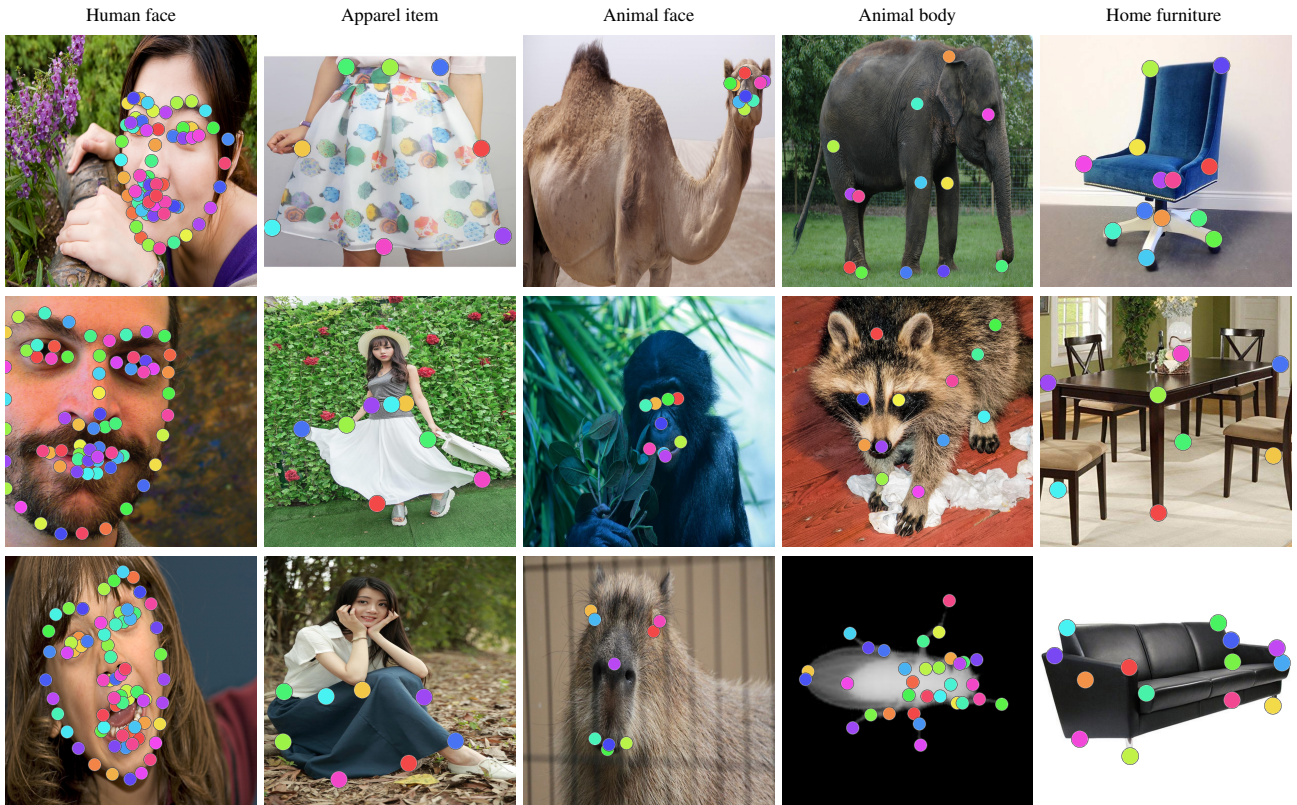 Human face
Apparel item
Animal face
Animal body
Home furniture